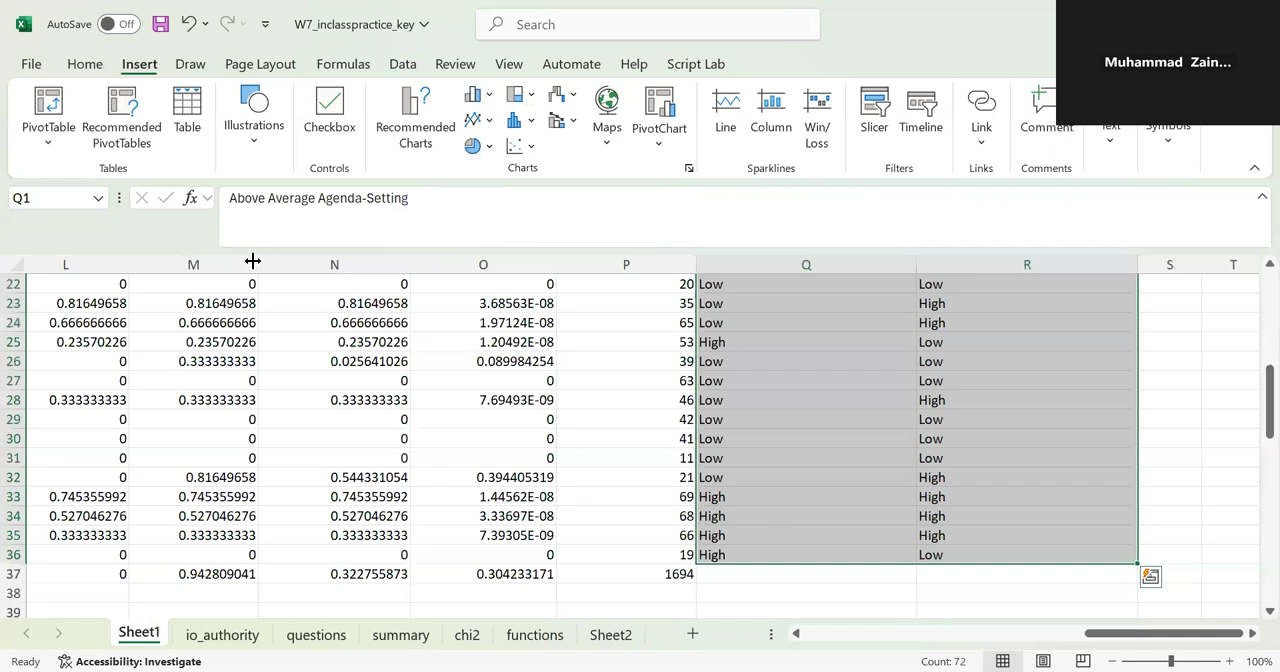 AutoSave Off W7_inclasspractice_key Search
Muhammad Zain...
File Home Insert Draw Page Layout Formulas Data Review View Automate Help Script Lab
PivotTable Recommended PivotTables Table Illustrations Checkbox Recommended Charts Maps PivotChart Line Column Win/Loss Slicer Timeline Link Comment Text Symbols
Tables Controls Charts Sparklines Filters Links Comments
Q1 fx Above Average Agenda-Setting
L M N O P Q R S T
22 0 0 0 0 20 Low Low
23 0.81649658 0.81649658 0.81649658 3.68563E-08 35 Low High
24 0.666666666 0.666666666 0.666666666 1.97124E-08 65 Low High
25 0.23570226 0.23570226 0.23570226 1.20492E-08 53 High Low
26 0 0.333333333 0.025641026 0.089984254 39 Low Low
27 0 0 0 0 63 Low Low
28 0.333333333 0.333333333 0.333333333 7.69493E-09 46 Low High
29 0 0 0 0 42 Low Low
30 0 0 0 0 41 Low Low
31 0 0 0 0 11 Low Low
32 0 0.81649658 0.544331054 0.394405319 21 Low High
33 0.745355992 0.745355992 0.745355992 1.44562E-08 69 High High
34 0.527046276 0.527046276 0.527046276 3.33697E-08 68 High High
35 0.333333333 0.333333333 0.333333333 7.39305E-09 66 High High
36 0 0 0 0 19 High Low
37 0 0.942809041 0.322755873 0.304233171 1694
38
39
Sheet1 io_authority questions summary chi2 functions Sheet2
Ready Accessibility: Investigate Count: 72 100%